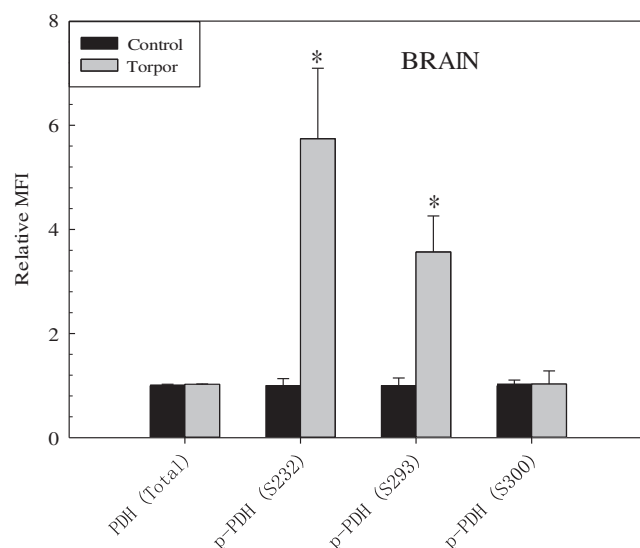 8
Control
Torpor
BRAIN
*
6
*
4
2
0
Relative MFI
PDH (Total)
p-PDH (S232)
p-PDH (S293)
p-PDH (S300)